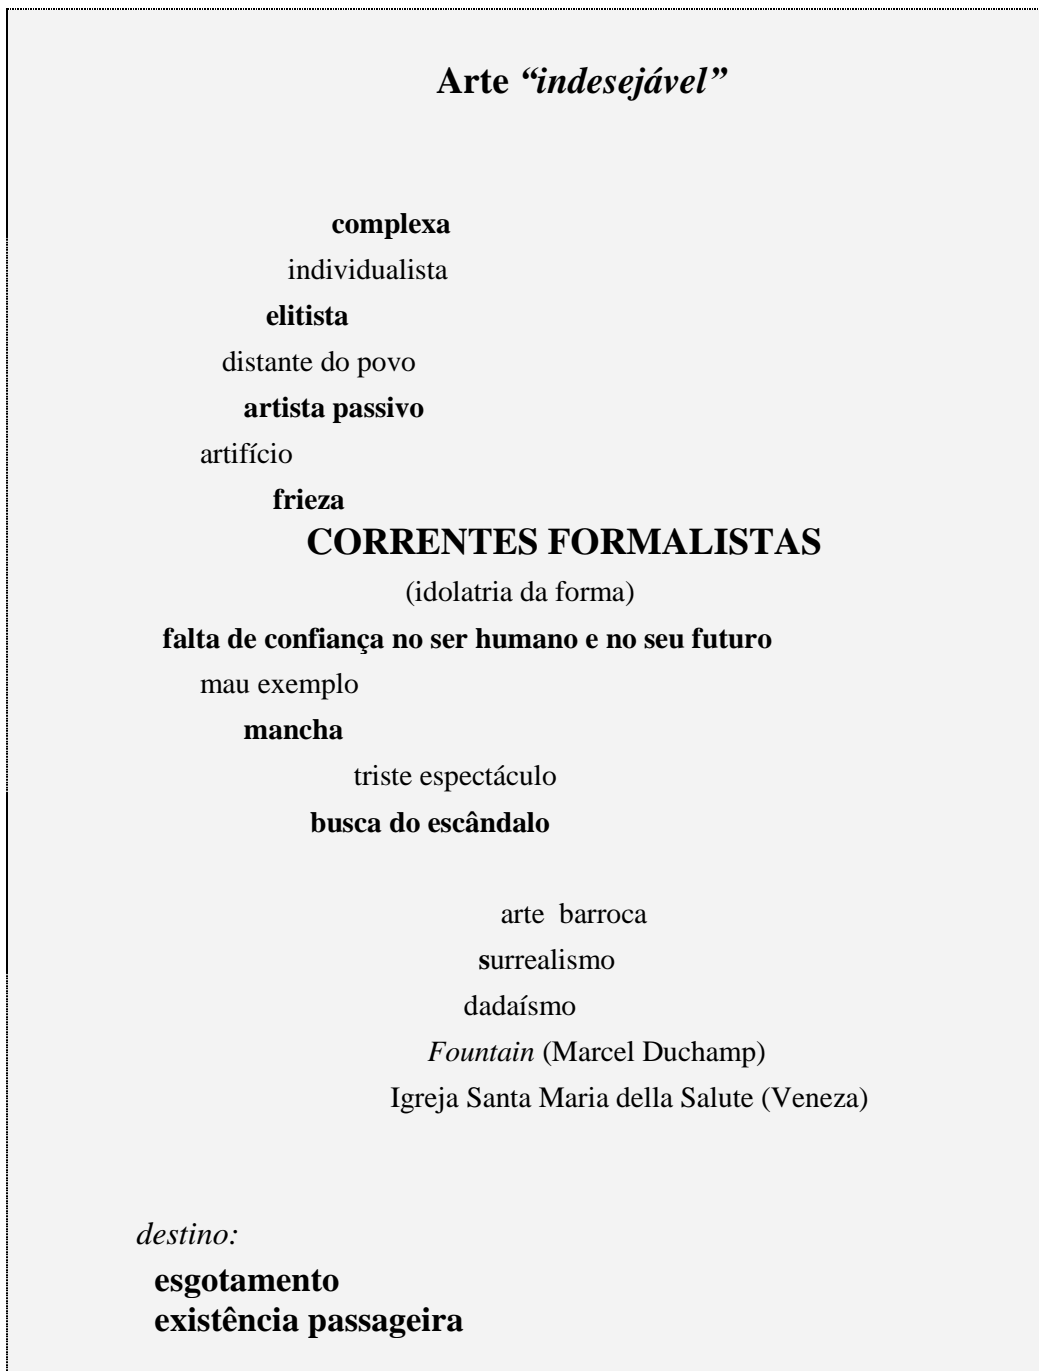 Arte “indesejável”
complexa
individualista
elitista
distante do povo
artista passivo
artifício
frieza
CORRENTES FORMALISTAS
(idolatria da forma)
falta de confiança no ser humano e no seu futuro
mau exemplo
mancha
triste espectáculo
busca do escândalo
arte barroca
surrealismo
dadaísmo
Fountain (Marcel Duchamp)
Igreja Santa Maria della Salute (Veneza)
destino:
esgotamento
existência passageira